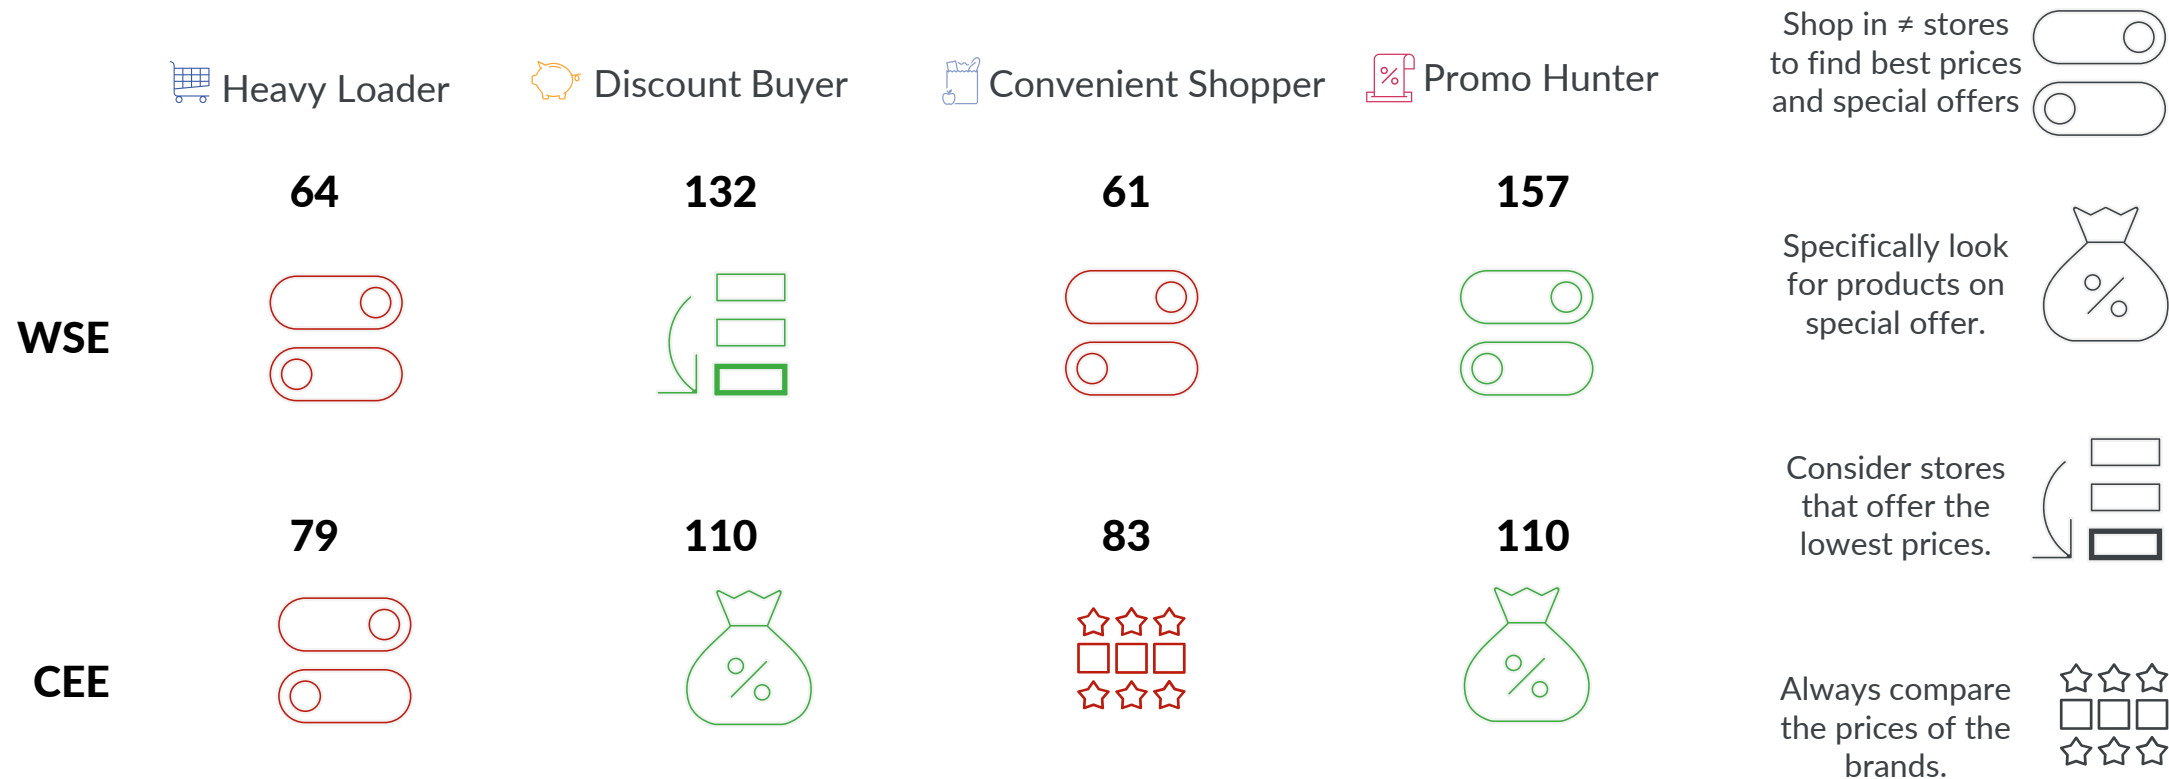 Heavy Loader
Discount Buyer
Convenient Shopper
Promo Hunter
WSE
64
132
61
157
CEE
79
110
83
110
Shop in ≠ stores
to find best prices
and special offers
Specifically look
for products on
special offer.
Consider stores
that offer the
lowest prices.
Always compare
the prices of the
brands.